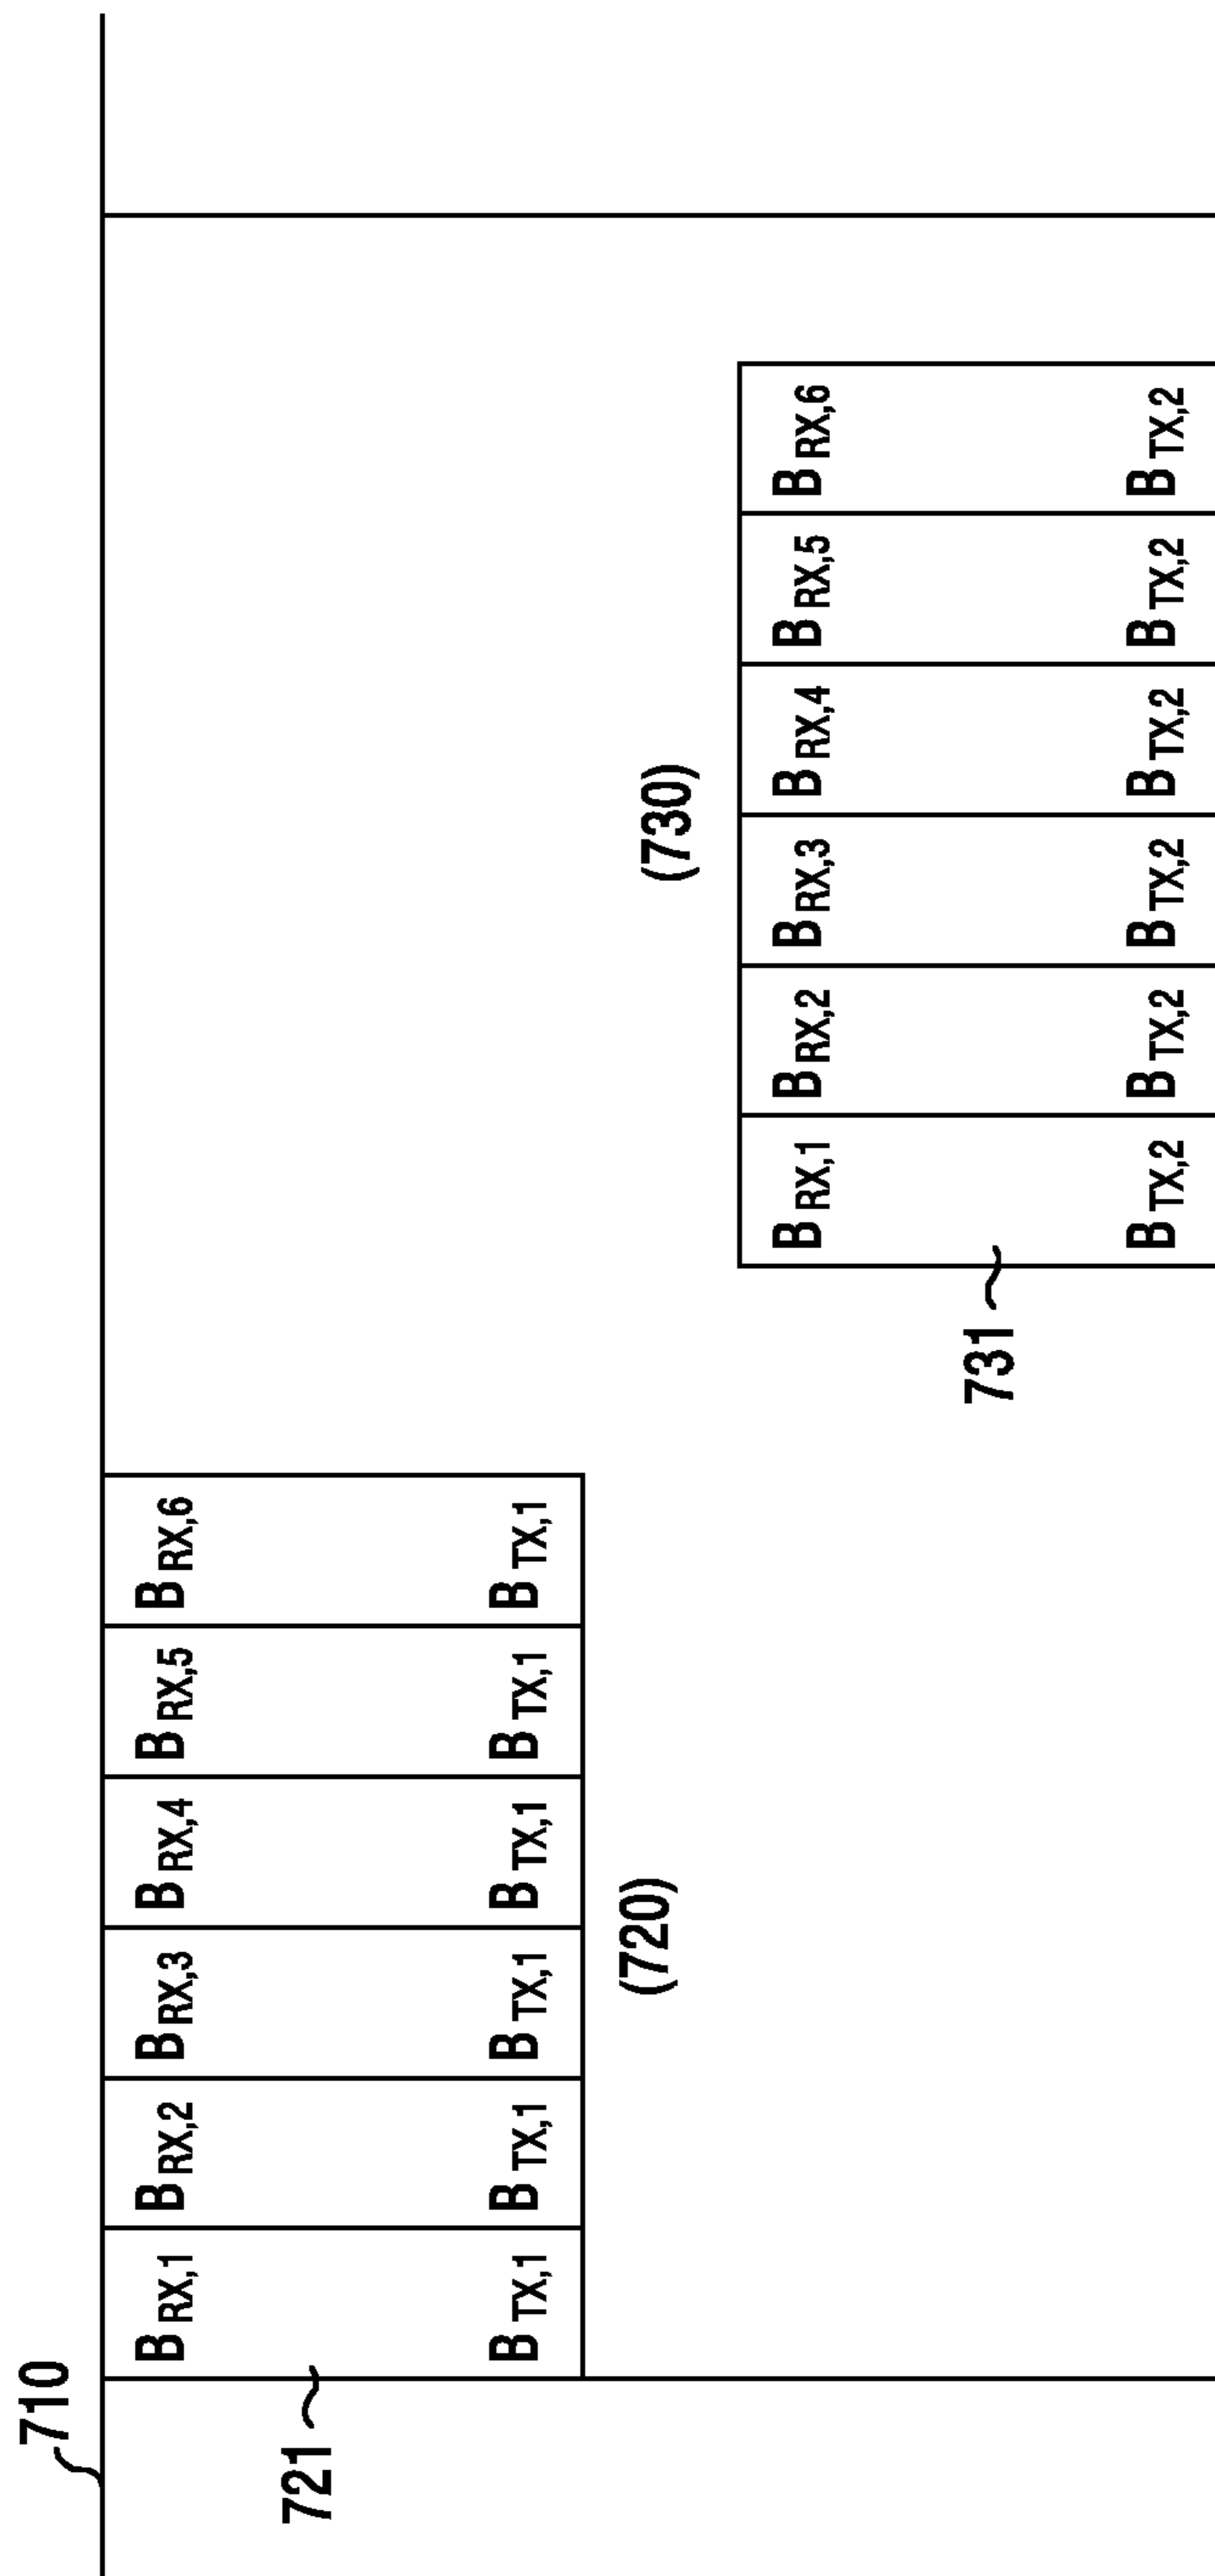 710
721
B RX,1 B RX,2 B RX,3 B RX,4 B RX,5 B RX,6
B TX,1 B TX,1 B TX,1 B TX,1 B TX,1 B TX,1
(720)
(730)
731
B RX,1 B RX,2 B RX,3 B RX,4 B RX,5 B RX,6
B TX,2 B TX,2 B TX,2 B TX,2 B TX,2 B TX,2